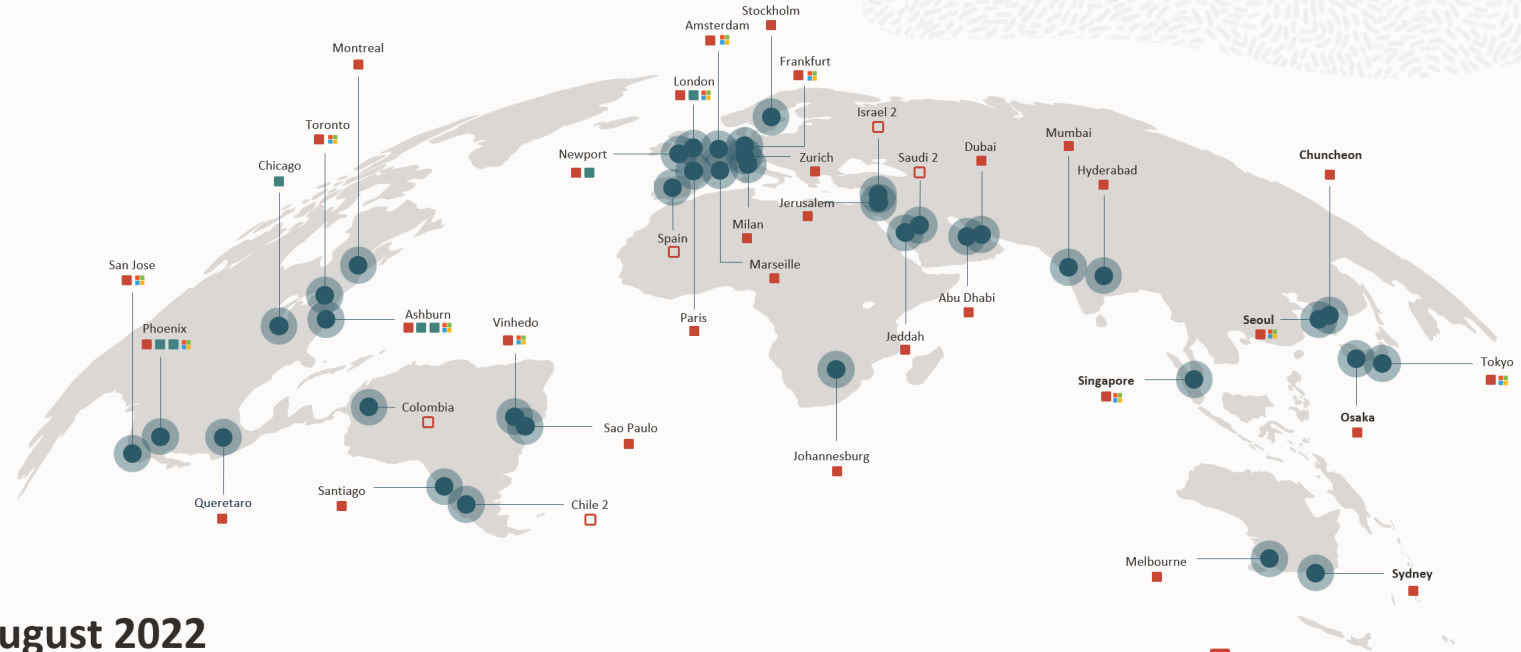 Stockholm
Amsterdam
Montreal
Frankfurt
London
Israel 2
Toronto
Mumbai
Dubai
Newport
Zurich
Saudi 2
Chuncheon
Chicago
Hyderabad
Jerusalem
Milan
Spain
San Jose
Marseille
Abu Dhabi
Ashburn
Paris
Vinhedo
Seoul
Phoenix
Jeddah
Tokyo
Singapore
Colombia
Osaka
Sao Paulo
Johannesburg
Santiago
Queretaro
Chile 2
Melbourne
Sydney
ugust 2022